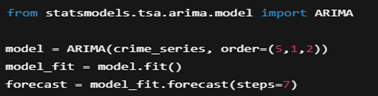 from statsmodels.tsa.arima.model import ARIMA
model = ARIMA(crime_series, order=(5,1,2))
model_fit = model.fit()
forecast = model_fit.forecast(steps=7)